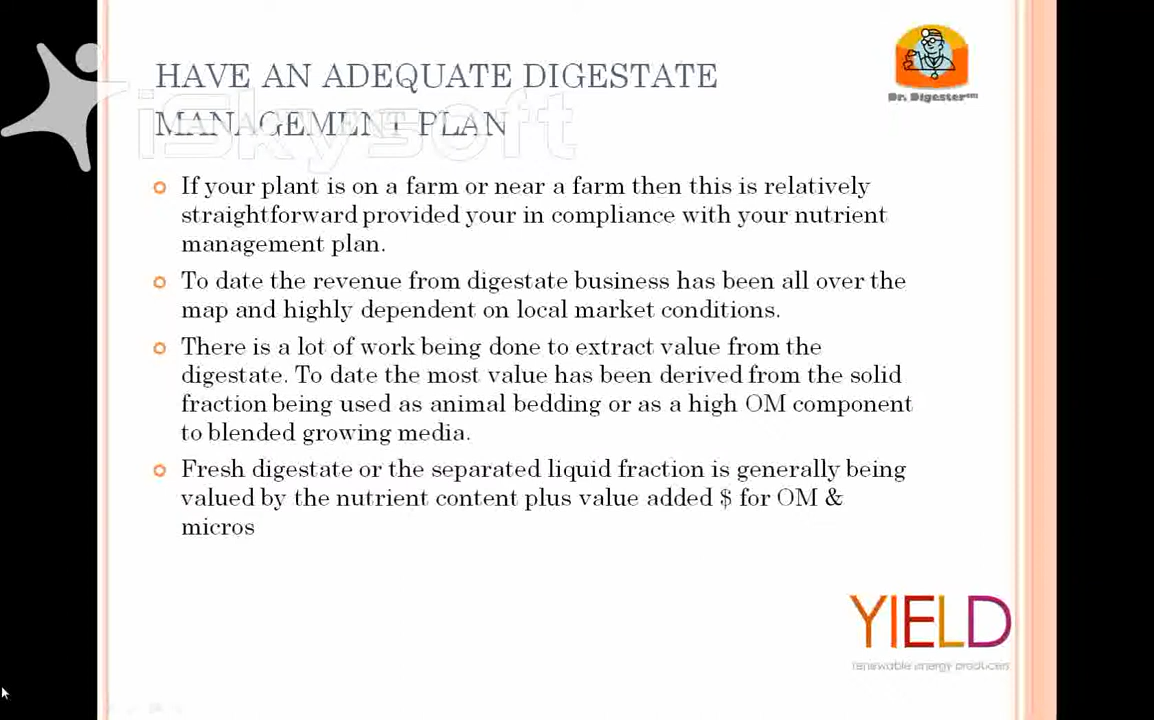 HAVE AN ADEQUATE DIGESTATE
MANAGEMENT PLAN
iskysoft
Dr. Digester™
If your plant is on a farm or near a farm then this is relatively
straightforward provided your in compliance with your nutrient
management plan.
To date the revenue from digestate business has been all over the
map and highly dependent on local market conditions.
There is a lot of work being done to extract value from the
digestate. To date the most value has been derived from the solid
fraction being used as animal bedding or as a high OM component
to blended growing media.
Fresh digestate or the separated liquid fraction is generally being
valued by the nutrient content plus value added $ for OM &
micros
YIELD
renewable energy producers